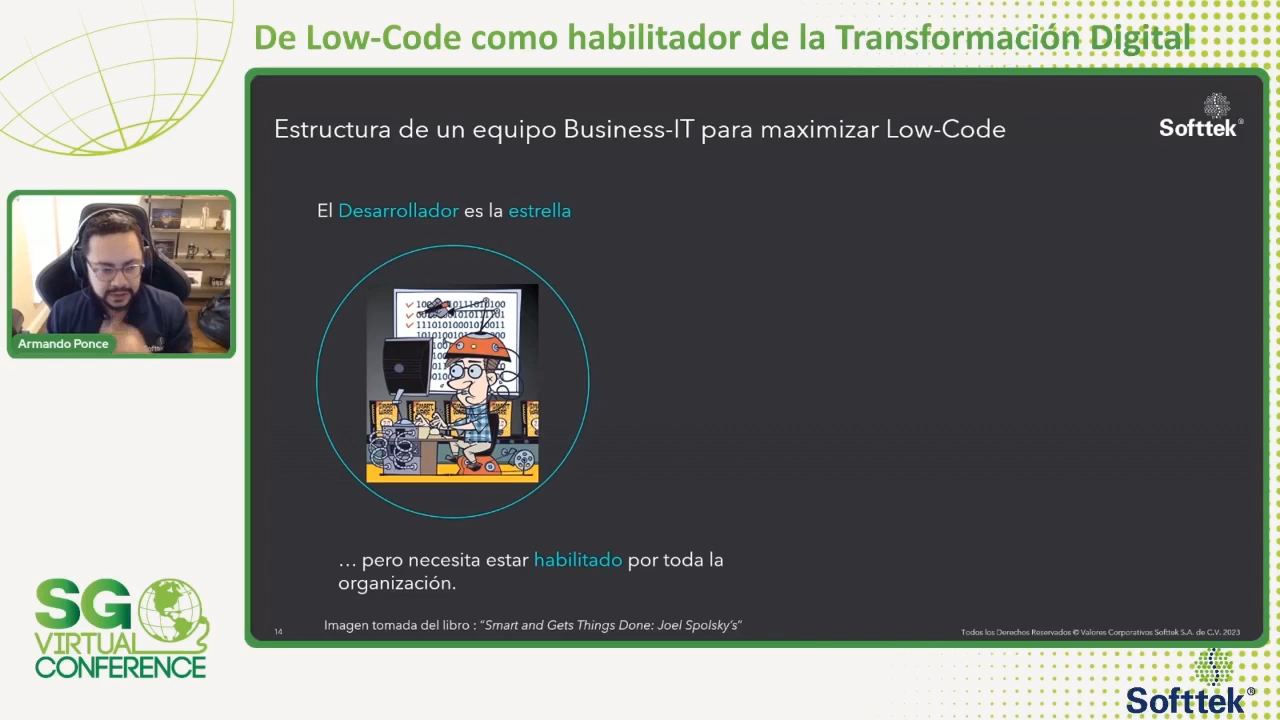 De Low-Code como habilitador de la Transformación Digital
Estructura de un equipo Business-IT para maximizar Low-Code
Softtek®
El Desarrollador es la estrella
Armando Ponce
… pero necesita estar habilitado por toda la
organización.
Imagen tomada del libro : “Smart and Gets Things Done: Joel Spolsky’s”
14
Todos los Derechos Reservados © Valores Corporativos Softtek S.A. de C.V. 2023
SG
VIRTUAL
CONFERENCE
Softtek®